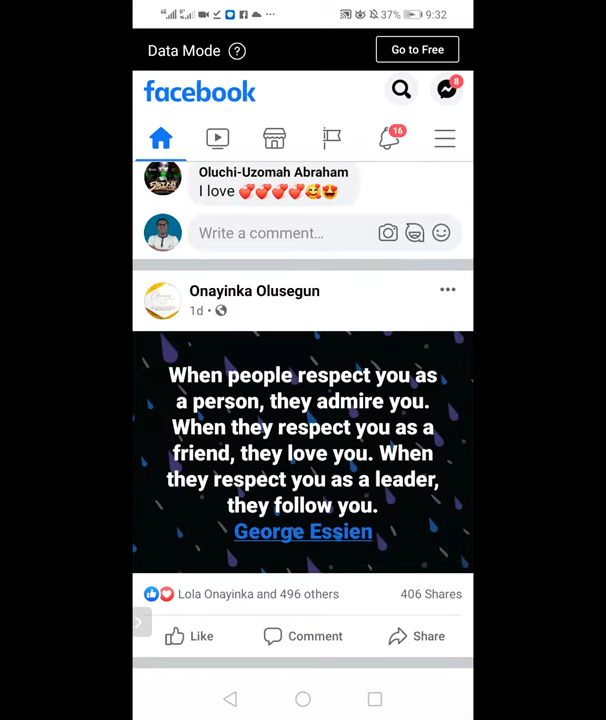 37% 9:32
Data Mode ?
Go to Free
facebook
8
16
Oluchi-Uzomah Abraham
I love 💕💕💕💕🥰😍
Write a comment...
Onayinka Olusegun
1d ·
When people respect you as
a person, they admire you.
When they respect you as a
friend, they love you. When
they respect you as a leader,
they follow you.
George Essien
Lola Onayinka and 496 others 406 Shares
Like Comment Share